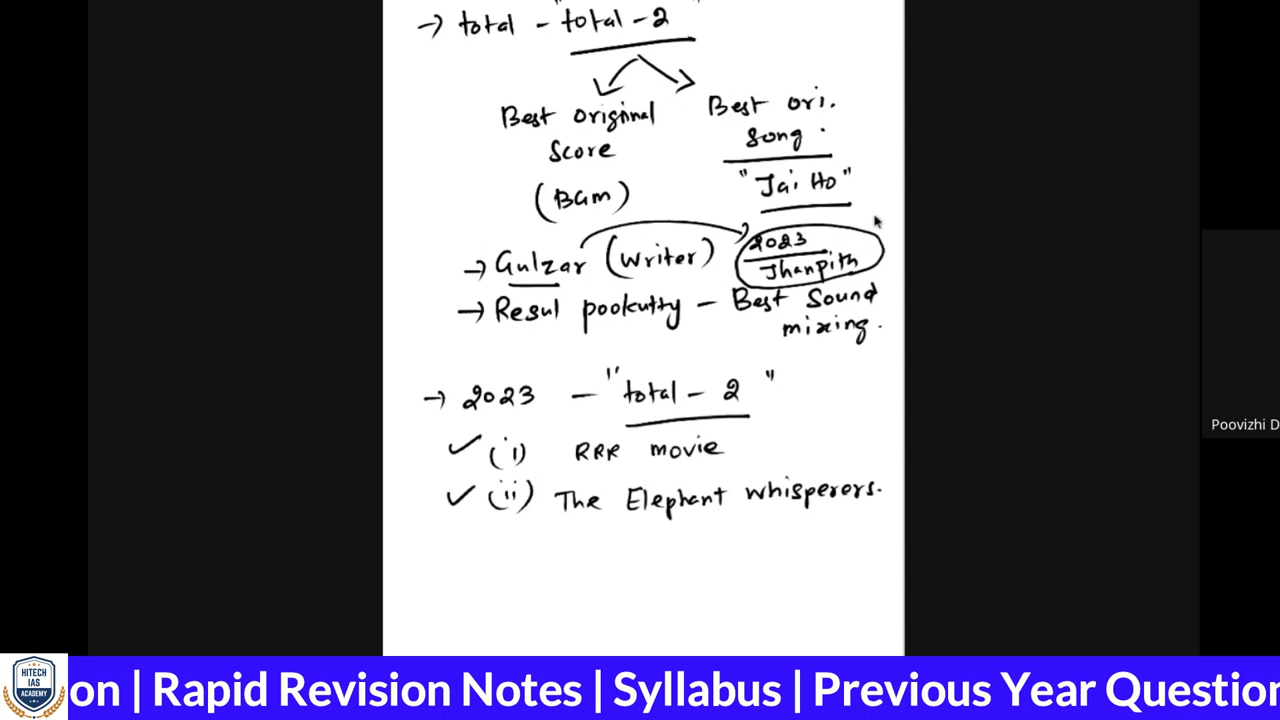 → total - "total - 2 "
Best Original
Score
(BGm)
Best ori.
Song.
"Jai Ho"
→ Gulzar (Writer)
2023
Jhanpith
→ Resul pookutty - Best Sound
mixing.
→ 2023 - "total - 2 "
✓ (i) RRR movie
✓ (ii) The Elephant whisperers.
Poovizhi D
HITECH
IAS
ACADEMY
on | Rapid Revision Notes | Syllabus | Previous Year Question